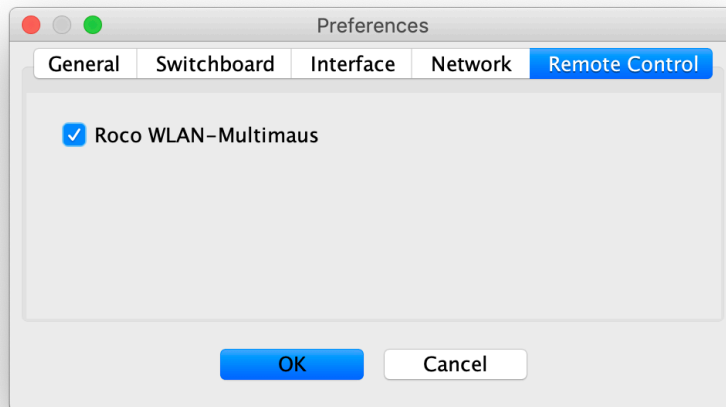 Preferences
General Switchboard Interface Network Remote Control
Roco WLAN-Multimaus
OK Cancel